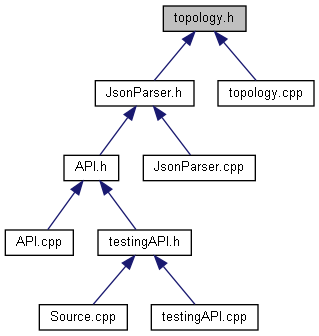 topology.h
JsonParser.h
topology.cpp
API.h
JsonParser.cpp
API.cpp
testingAPI.h
Source.cpp
testingAPI.cpp